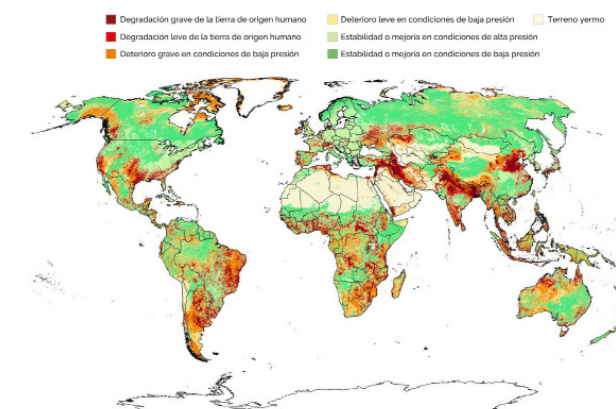 Degradación grave de la tierra de origen humano
Degradación leve de la tierra de origen humano
Deterioro grave en condiciones de baja presión
Deterioro leve en condiciones de baja presión
Estabilidad o mejoría en condiciones de alta presión
Estabilidad o mejoría en condiciones de baja presión
Terreno yermo